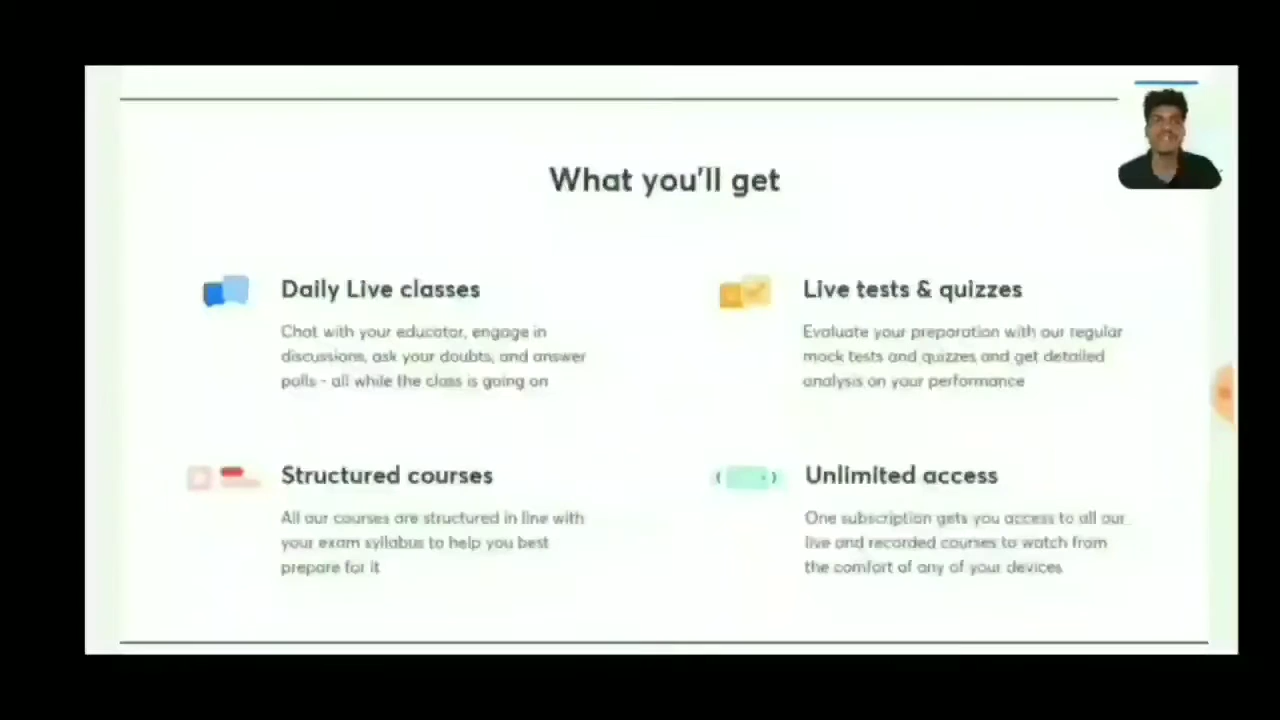 What you'll get
Daily Live classes
Chat with your educator, engage in
discussions, ask your doubts, and answer
polls - all while the class is going on
Live tests & quizzes
Evaluate your preparation with our regular
mock tests and quizzes and get detailed
analysis on your performance
Structured courses
All our courses are structured in line with
your exam syllabus to help you best
prepare for it
Unlimited access
One subscription gets you access to all our
live and recorded courses to watch from
the comfort of any of your devices